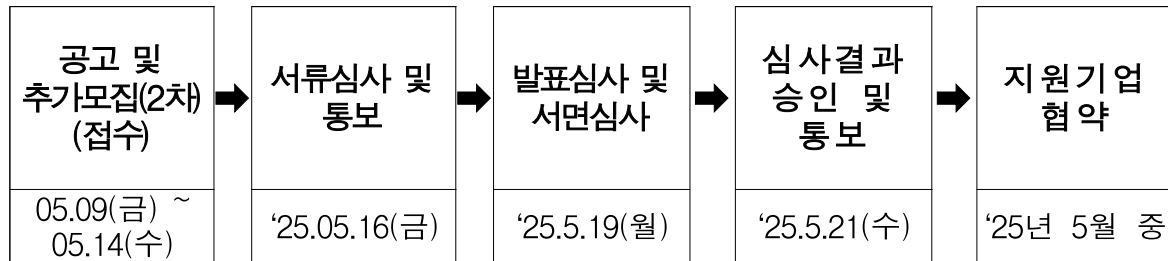 공고 및
추가모집(2차)
(접수)
05.09(금) ~
05.14(수)
서류심사 및
통보
‘25.05.16(금)
발표심사 및
서면심사
‘25.5.19(월)
심사결과
승인 및
통보
‘25.5.21(수)
지원기업
협약
‘25년 5월 중